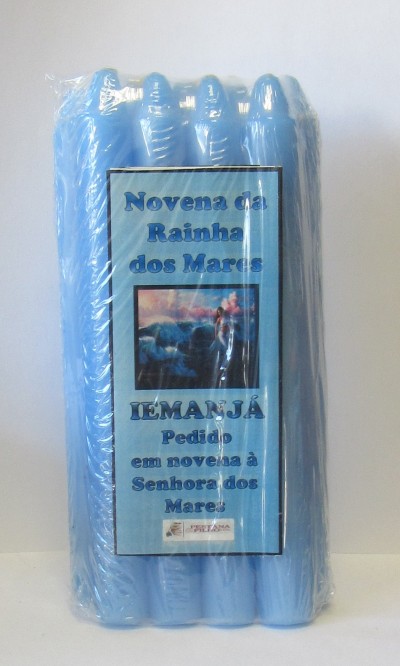 Novena da
Rainha
dos Mares
IEMANJÁ
Pedido
em novena à
Senhora dos
Mares